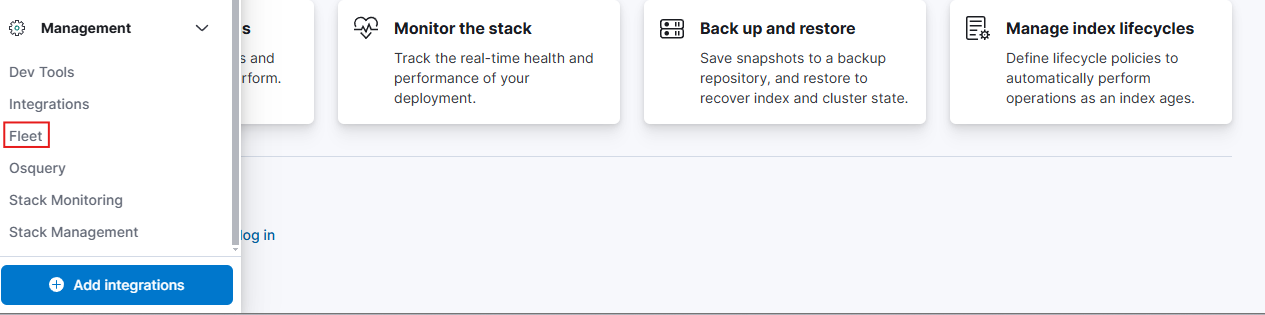 Management
Dev Tools
Integrations
Fleet
Osquery
Stack Monitoring
Stack Management
Add integrations
s
s and
rform.
Monitor the stack
Track the real-time health and
performance of your
deployment.
Back up and restore
Save snapshots to a backup
repository, and restore to
recover index and cluster state.
Manage index lifecycles
Define lifecycle policies to
automatically perform
operations as an index ages.
log in